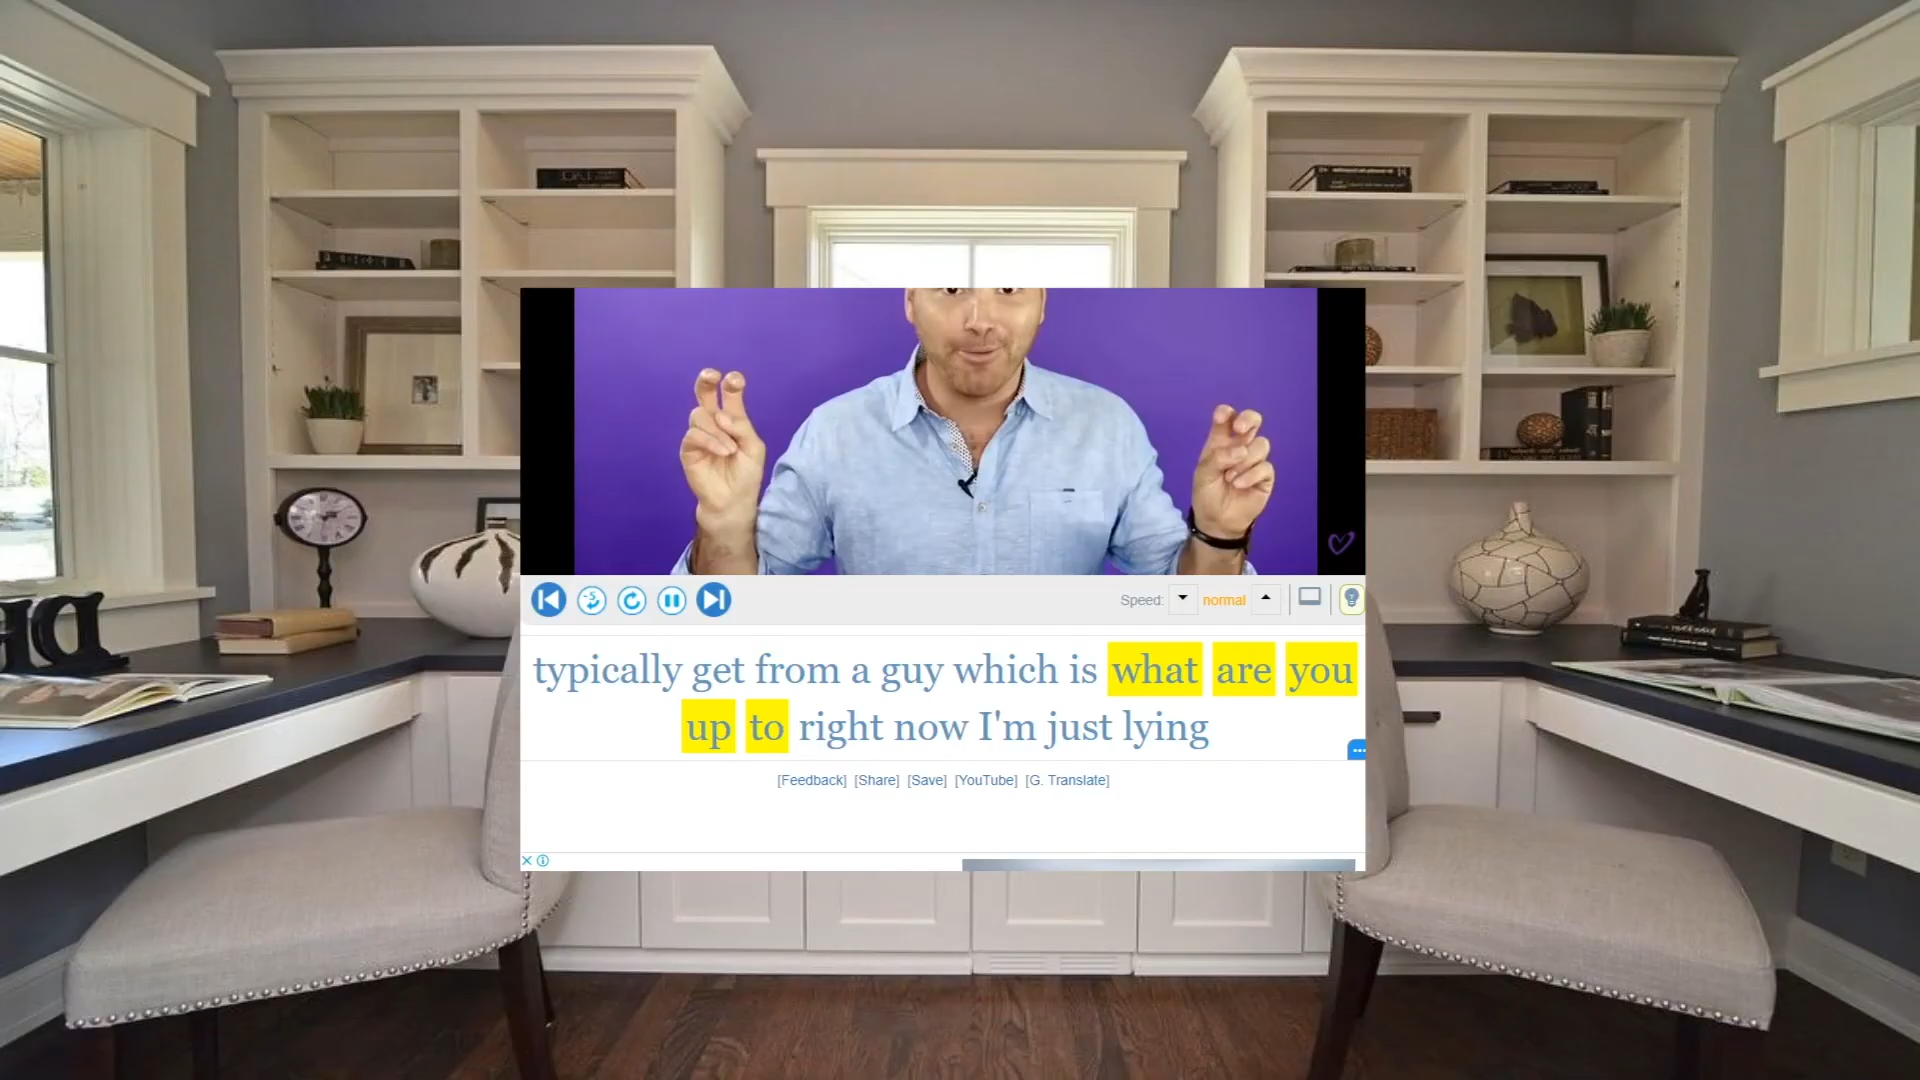 -5
Speed: normal
typically get from a guy which is what are you
up to right now I'm just lying
[Feedback] [Share] [Save] [YouTube] [G. Translate]